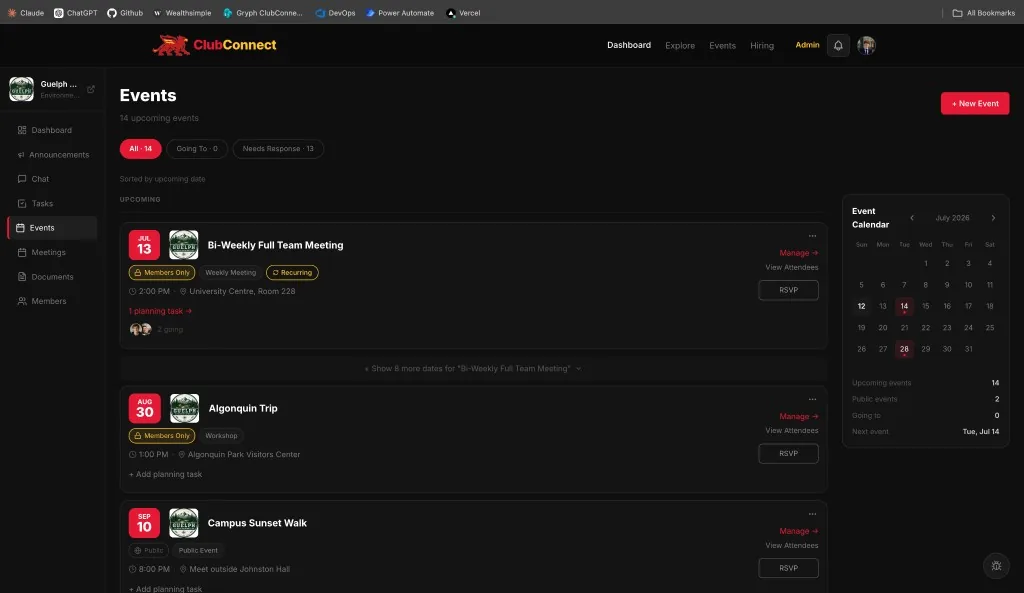 Claude ChatGPT Github Wealthsimple Gryph ClubConne... DevOps Power Automate Vercel All Bookmarks
ClubConnect Dashboard Explore Events Hiring Admin
Guelph ...
Environme...
Dashboard
Announcements
Chat
Tasks
Events
Meetings
Documents
Members
Events
14 upcoming events
+ New Event
All · 14 Going To · 0 Needs Response · 13
Sorted by upcoming date
UPCOMING
JUL
13
GUELPH
Bi-Weekly Full Team Meeting
Members Only Weekly Meeting Recurring
2:00 PM · University Centre, Room 228
1 planning task →
2 going
...
Manage →
View Attendees
RSVP
+ Show 8 more dates for "Bi-Weekly Full Team Meeting"
AUG
30
GUELPH
Algonquin Trip
Members Only Workshop
1:00 PM · Algonquin Park Visitors Center
+ Add planning task
...
Manage →
View Attendees
RSVP
SEP
10
GUELPH
Campus Sunset Walk
Public Public Event
8:00 PM · Meet outside Johnston Hall
+ Add planning task
...
Manage →
View Attendees
RSVP
Event
Calendar
< July 2026 >
Sun Mon Tue Wed Thu Fri Sat
1 2 3 4
5 6 7 8 9 10 11
12 13 14 15 16 17 18
19 20 21 22 23 24 25
26 27 28 29 30 31
Upcoming events 14
Public events 2
Going to 0
Next event Tue, Jul 14